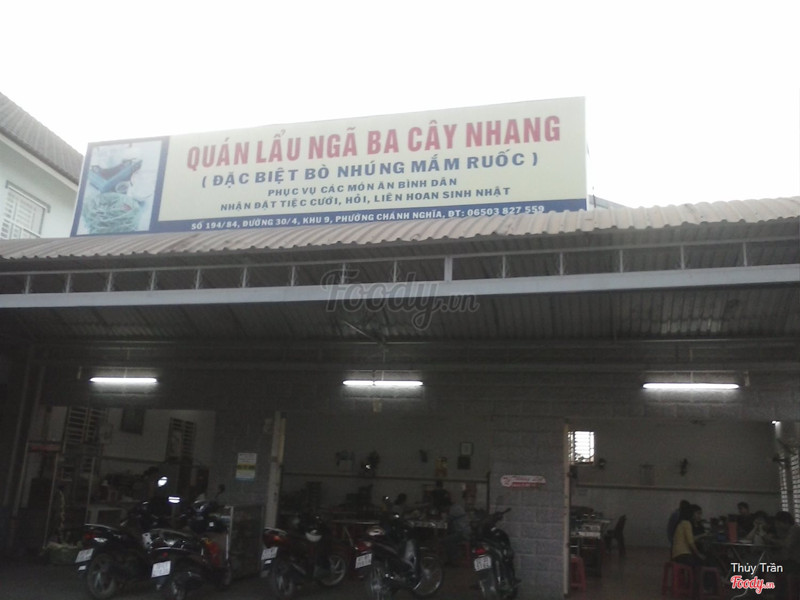 QUÁN LẨU NGÃ BA CÂY NHANG
( ĐẶC BIỆT BÒ NHÚNG MẮM RUỐC )
PHỤC VỤ CÁC MÓN ĂN BÌNH DÂN
NHẬN ĐẶT TIỆC CƯỚI, HỎI, LIÊN HOAN SINH NHẬT
SỐ 194/84, ĐƯỜNG 30/4, KHU 9, PHƯỜNG CHÁNH NGHĨA, ĐT: 06503 827 559
Foody.vn
Thủy Trần
Foody.vn